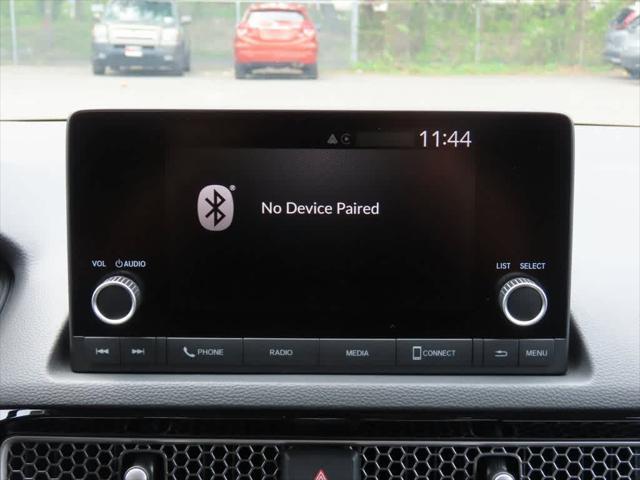 11:44
®
No Device Paired
VOL AUDIO
LIST SELECT
PHONE RADIO MEDIA CONNECT MENU